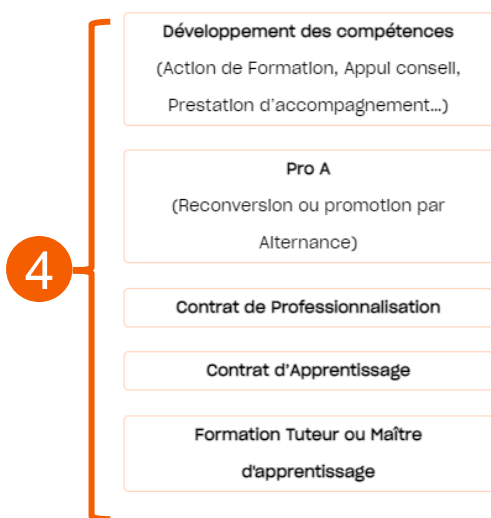 Développement des compétences
(Action de Formation, Appui conseil,
Prestation d'accompagnement...)
Pro A
(Reconversion ou promotion par
Alternance)
4
Contrat de Professionnalisation
Contrat d'Apprentissage
Formation Tuteur ou Maître
d'apprentissage